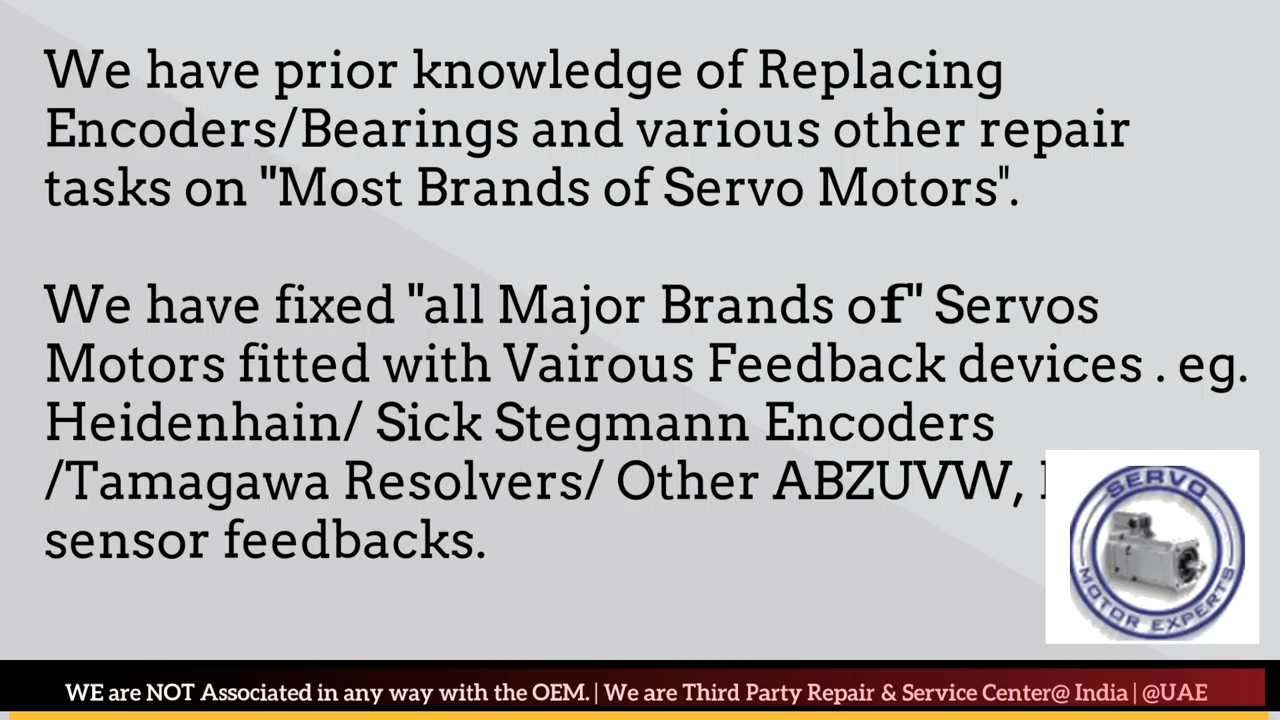 We have prior knowledge of Replacing
Encoders/Bearings and various other repair
tasks on "Most Brands of Servo Motors".
We have fixed "all Major Brands of" Servos
Motors fitted with Vairous Feedback devices . eg.
Heidenhain/ Sick Stegmann Encoders
/Tamagawa Resolvers/ Other ABZUVW,
sensor feedbacks.
SERVO
MOTOR EXPERTS
WE are NOT Associated in any way with the OEM. | We are Third Party Repair & Service Center@ India | @UAE